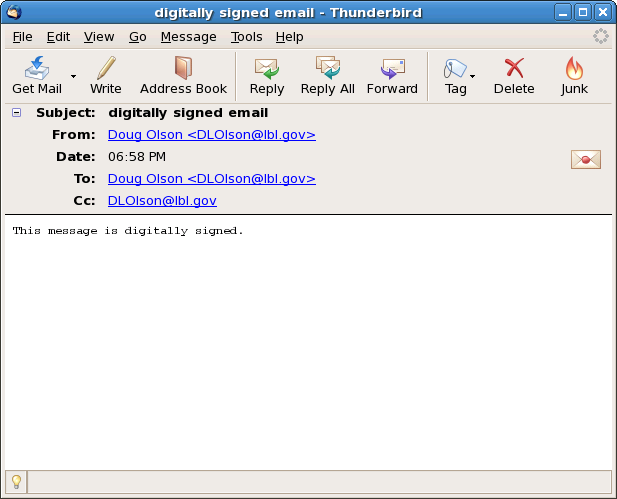 digitally signed email - Thunderbird
File Edit View Go Message Tools Help
Get Mail Write Address Book Reply Reply All Forward Tag Delete Junk
Subject: digitally signed email
From: Doug Olson <DLOlson@lbl.gov>
Date: 06:58 PM
To: Doug Olson <DLOlson@lbl.gov>
Cc: DLOlson@lbl.gov
This message is digitally signed.